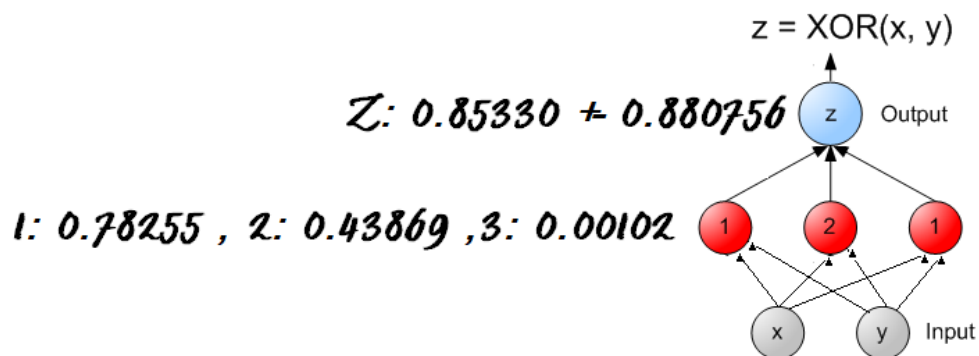 z = XOR(x, y)
Z: 0.85330 +- 0.880756 z Output
1: 0.78255 , 2: 0.43869 ,3: 0.00102 1 2 1
x y Input